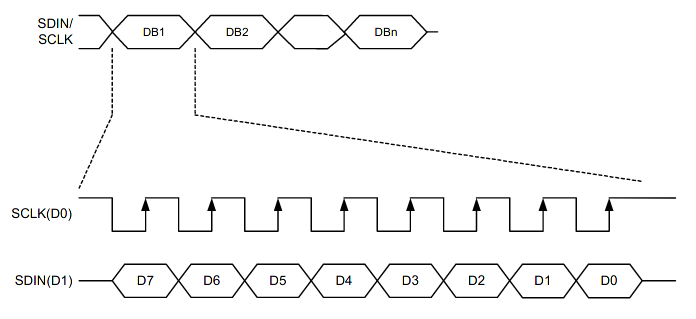 SDIN/
SCLK
DB1 DB2 DBn
SCLK(D0)
SDIN(D1) D7 D6 D5 D4 D3 D2 D1 D0